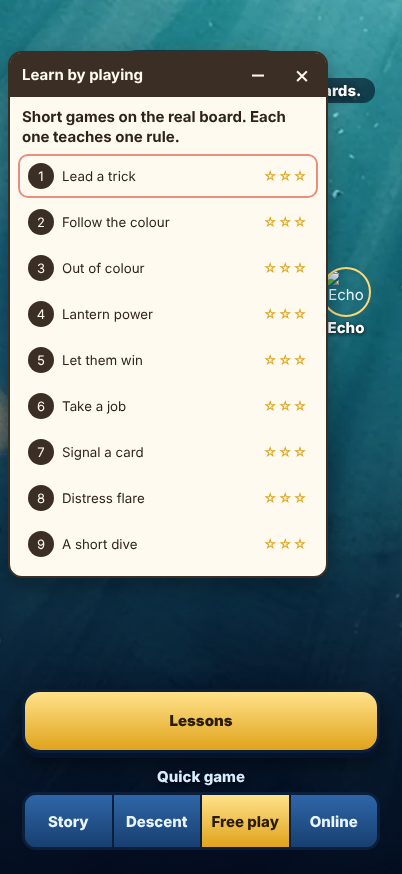 Learn by playing
ards.
Short games on the real board. Each
one teaches one rule.
1 Lead a trick
2 Follow the colour
3 Out of colour
4 Lantern power
5 Let them win
6 Take a job
7 Signal a card
8 Distress flare
9 A short dive
Echo
Echo
Lessons
Quick game
Story Descent Free play Online